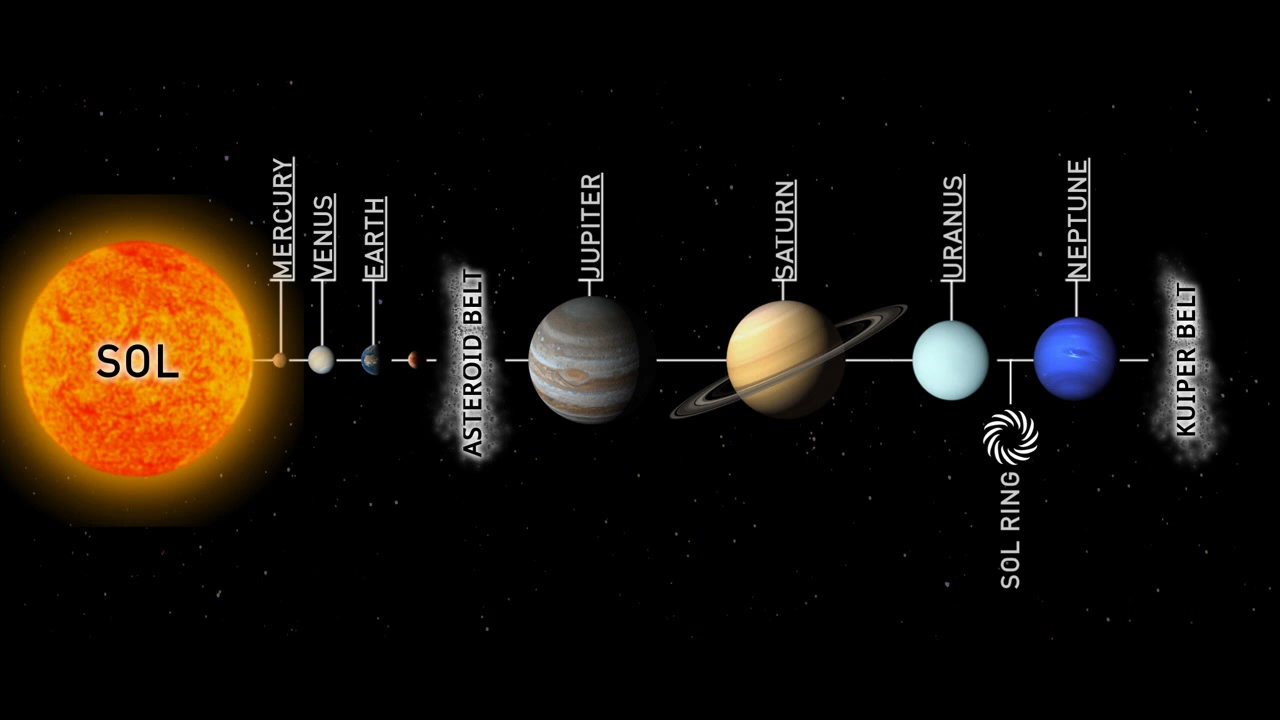 SOL
MERCURY
VENUS
EARTH
ASTEROID BELT
JUPITER
SATURN
URANUS
SOL RING
NEPTUNE
KUIPER BELT